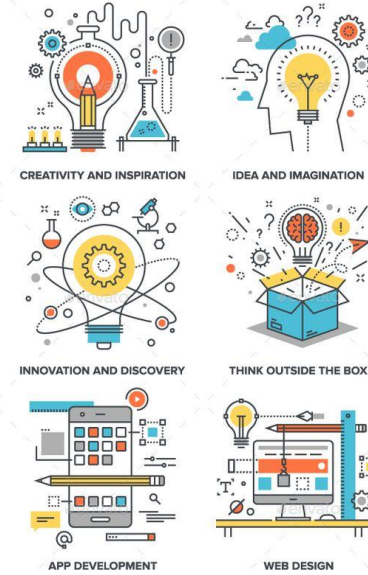 CREATIVITY AND INSPIRATION
IDEA AND IMAGINATION
INNOVATION AND DISCOVERY
THINK OUTSIDE THE BOX
T
APP DEVELOPMENT
WEB DESIGN